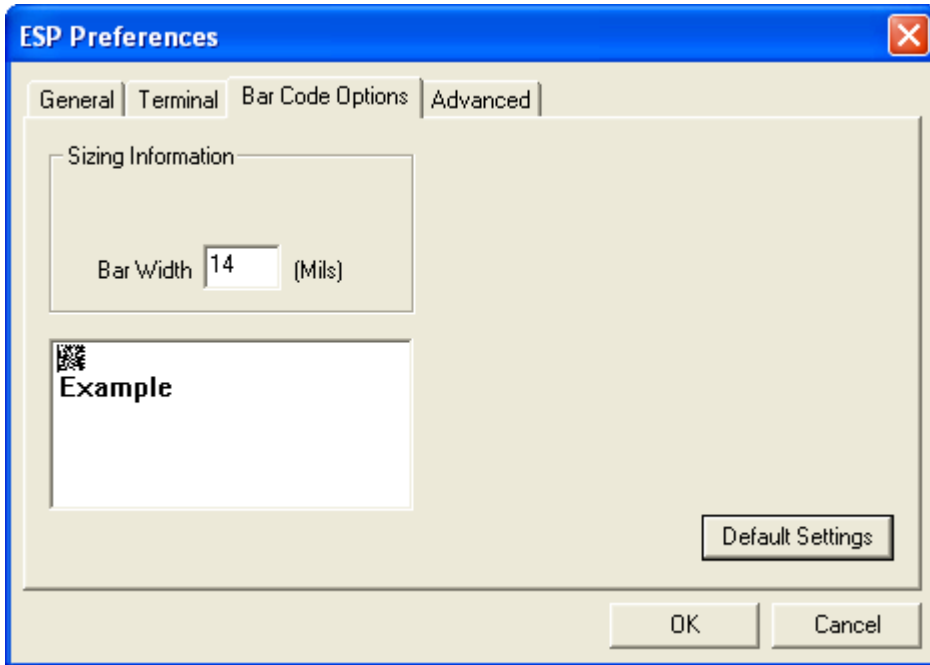 ESP Preferences
General Terminal Bar Code Options Advanced
Sizing Information
Bar Width 14 (Mils)
Example
Default Settings
OK Cancel